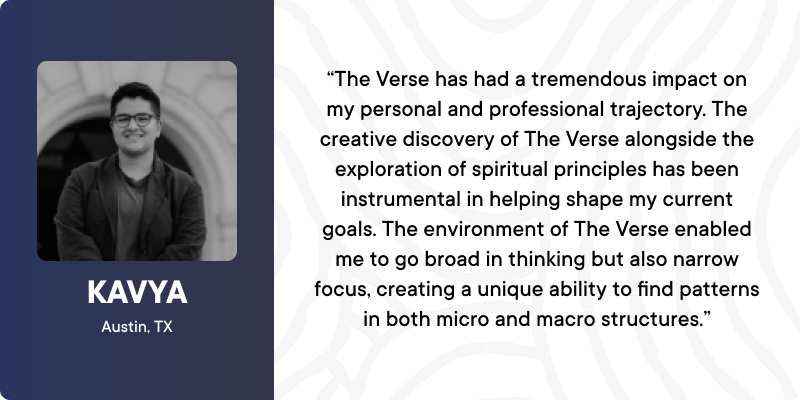 KAVYA
Austin, TX
“The Verse has had a tremendous impact on
my personal and professional trajectory. The
creative discovery of The Verse alongside the
exploration of spiritual principles has been
instrumental in helping shape my current
goals. The environment of The Verse enabled
me to go broad in thinking but also narrow
focus, creating a unique ability to find patterns
in both micro and macro structures.”